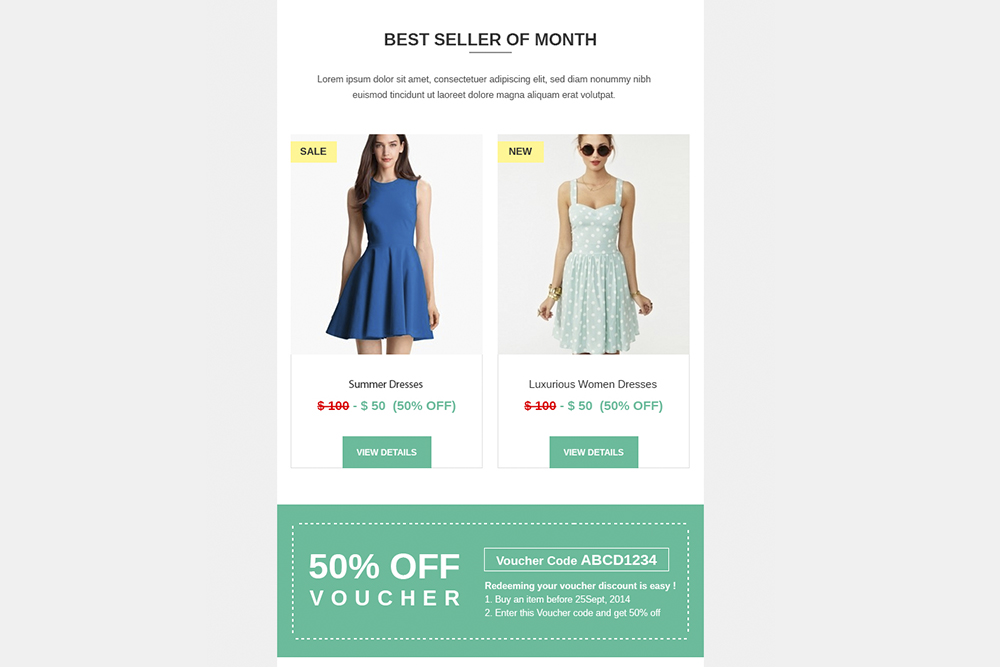 BEST SELLER OF MONTH
Lorem ipsum dolor sit amet, consectetuer adipiscing elit, sed diam nonummy nibh
euismod tincidunt ut laoreet dolore magna aliquam erat volutpat.
SALE
NEW
Summer Dresses
$ 100 - $ 50 (50% OFF)
VIEW DETAILS
Luxurious Women Dresses
$ 100 - $ 50 (50% OFF)
VIEW DETAILS
50% OFF
VOUCHER
Voucher Code ABCD1234
Redeeming your voucher discount is easy !
1. Buy an item before 25Sept, 2014
2. Enter this Voucher code and get 50% off